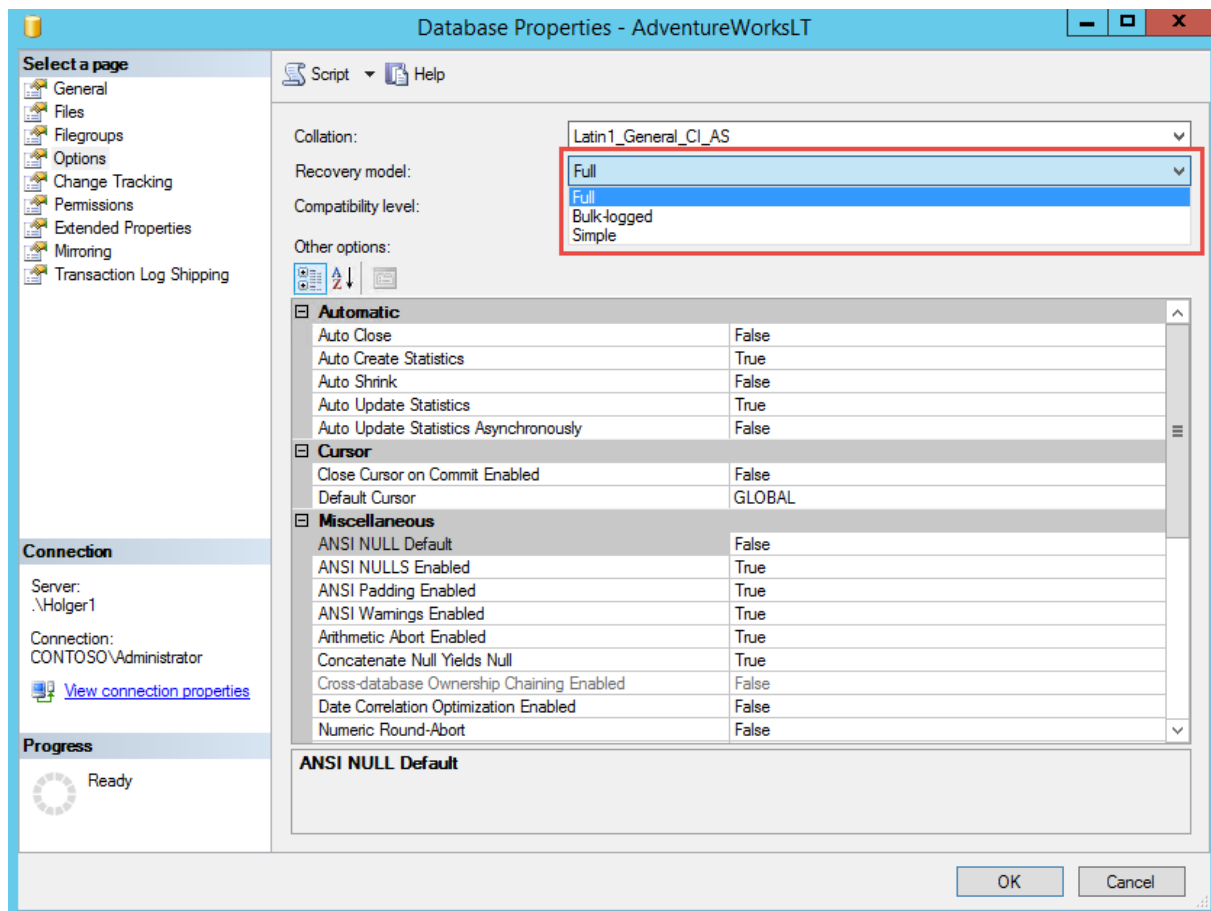 Database Properties - AdventureWorksLT
Select a page
General
Files
Filegroups
Options
Change Tracking
Permissions
Extended Properties
Mirroring
Transaction Log Shipping
Connection
Server:
.\Holger1
Connection:
CONTOSO\Administrator
View connection properties
Progress
Ready
Script Help
Collation: Latin1_General_CI_AS
Recovery model: Full
Full
Compatibility level: Bulk-logged
Simple
Other options:
Automatic
Auto Close False
Auto Create Statistics True
Auto Shrink False
Auto Update Statistics True
Auto Update Statistics Asynchronously False
Cursor
Close Cursor on Commit Enabled False
Default Cursor GLOBAL
Miscellaneous
ANSI NULL Default False
ANSI NULLS Enabled True
ANSI Padding Enabled True
ANSI Warnings Enabled True
Arithmetic Abort Enabled True
Concatenate Null Yields Null True
Cross-database Ownership Chaining Enabled False
Date Correlation Optimization Enabled False
Numeric Round-Abort False
ANSI NULL Default
OK Cancel